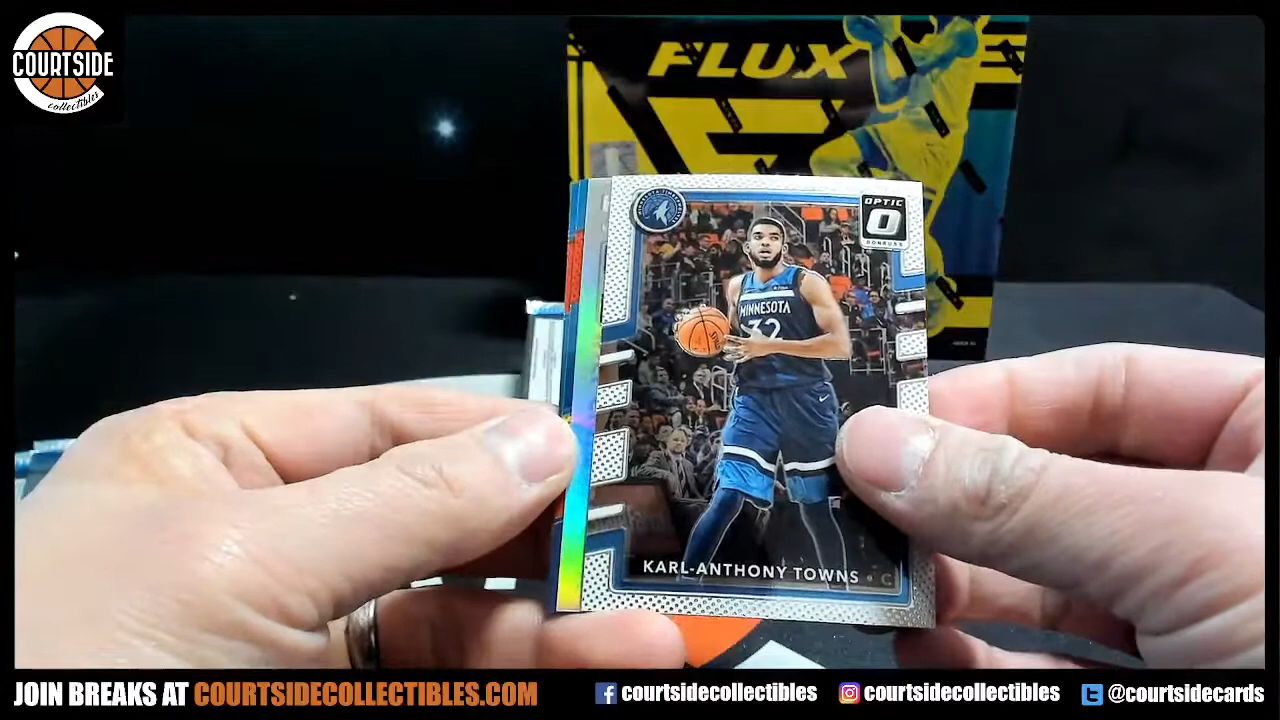 COURTSIDE
collectibles
FLUX
OPTIC
DONRUSS
MINNESOTA
32
KARL-ANTHONY TOWNS • C
JOIN BREAKS AT COURTSIDECOLLECTIBLES.COM
courtsidecollectibles
courtsidecollectibles
@courtsidecards